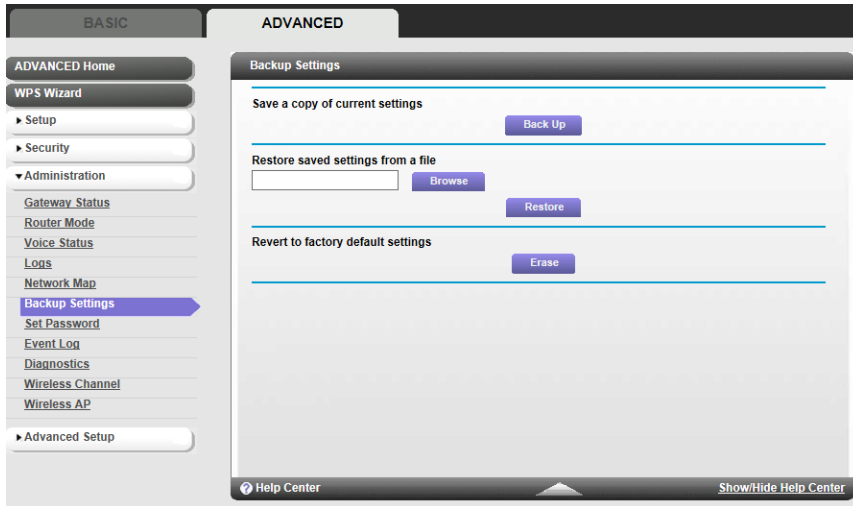 BASIC
ADVANCED
ADVANCED Home
WPS Wizard
Setup
Security
Administration
Gateway Status
Router Mode
Voice Status
Logs
Network Map
Backup Settings
Set Password
Event Log
Diagnostics
Wireless Channel
Wireless AP
Advanced Setup
Backup Settings
Save a copy of current settings
Back Up
Restore saved settings from a file
Browse
Restore
Revert to factory default settings
Erase
Help Center
Show/Hide Help Center